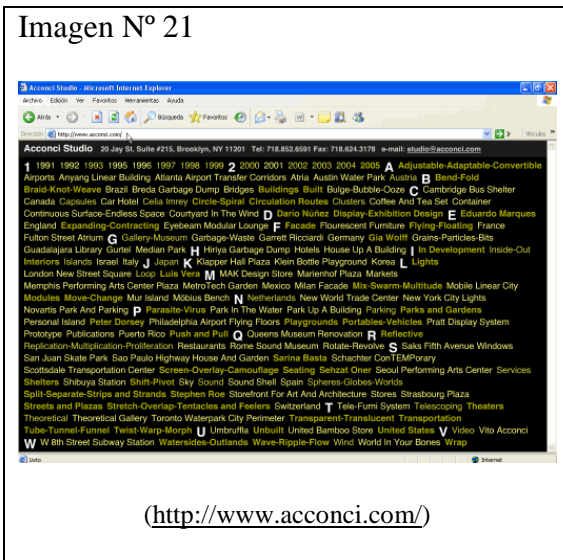 Imagen Nº 21
Acconci Studio - Microsoft Internet Explorer
Archivo Edición Ver Favoritos Herramientas Ayuda
Atrás Búsqueda Favoritos
Dirección http://www.acconci.com/ Ir Vínculos
Acconci Studio 20 Jay St. Suite #215, Brooklyn, NY 11201 Tel: 718.852.6591 Fax: 718.624.3178 e-mail: studio@acconci.com
1 1991 1992 1993 1995 1996 1997 1998 1999 2 2000 2001 2002 2003 2004 2005 A Adjustable-Adaptable-Convertible
Airports Anyang Linear Building Atlanta Airport Transfer Corridors Atria Austin Water Park Austria B Bend-Fold
Braid-Knot-Weave Brazil Breda Garbage Dump Bridges Buildings Built Bulge-Bubble-Ooze C Cambridge Bus Shelter
Canada Capsules Car Hotel Celia Imrey Circle-Spiral Circulation Routes Clusters Coffee And Tea Set Container
Continuous Surface-Endless Space Courtyard In The Wind D Dario Núñez Display-Exhibition Design E Eduardo Marques
England Expanding-Contracting Eyebeam Modular Lounge F Facade Flourescent Furniture Flying-Floating France
Fulton Street Atrium G Gallery-Museum Garbage-Waste Garrett Ricciardi Germany Gia Wolff Grains-Particles-Bits
Guadalajara Library Gurtel Median Park H Hiriya Garbage Dump Hotels House Up A Building I In Development Inside-Out
Interiors Islands Israel Italy J Japan K Klapper Hall Plaza Klein Bottle Playground Korea L Lights
London New Street Square Loop Luis Vera M MAK Design Store Marienhof Plaza Markets
Memphis Performing Arts Center Plaza MetroTech Garden Mexico Milan Facade Mix-Swarm-Multitude Mobile Linear City
Modules Move-Change Mur Island Möbius Bench N Netherlands New World Trade Center New York City Lights
Novartis Park And Parking P Parasite-Virus Park In The Water Park Up A Building Parking Parks and Gardens
Personal Island Peter Dorsey Philadelphia Airport Flying Floors Playgrounds Portables-Vehicles Pratt Display System
Prototype Publications Puerto Rico Push and Pull Q Queens Museum Renovation R Reflective
Replication-Multiplication-Proliferation Restaurants Rome Sound Museum Rotate-Revolve S Saks Fifth Avenue Windows
San Juan Skate Park Sao Paulo Highway House And Garden Sarina Basta Schachter ConTEMPorary
Scottsdale Transportation Center Screen-Overlay-Camouflage Seating Sehzat Oner Seoul Performing Arts Center Services
Shelters Shibuya Station Shift-Pivot Sky Sound Sound Shell Spain Spheres-Globes-Worlds
Split-Separate-Strips and Strands Stephen Roe Storefront For Art And Architecture Stores Strasbourg Plaza
Streets and Plazas Stretch-Overlap-Tentacles and Feelers Switzerland T Tele-Furni System Telescoping Theaters
Theoretical Theoretical Gallery Toronto Waterpark City Perimeter Transparent-Translucent Transportation
Tube-Tunnel-Funnel Twist-Warp-Morph U Umbruffla Unbuilt United Bamboo Store United States V Video Vito Acconci
W W 8th Street Subway Station Watersides-Outlands Wave-Ripple-Flow Wind World In Your Bones Wrap
Listo Internet
(http://www.acconci.com/)